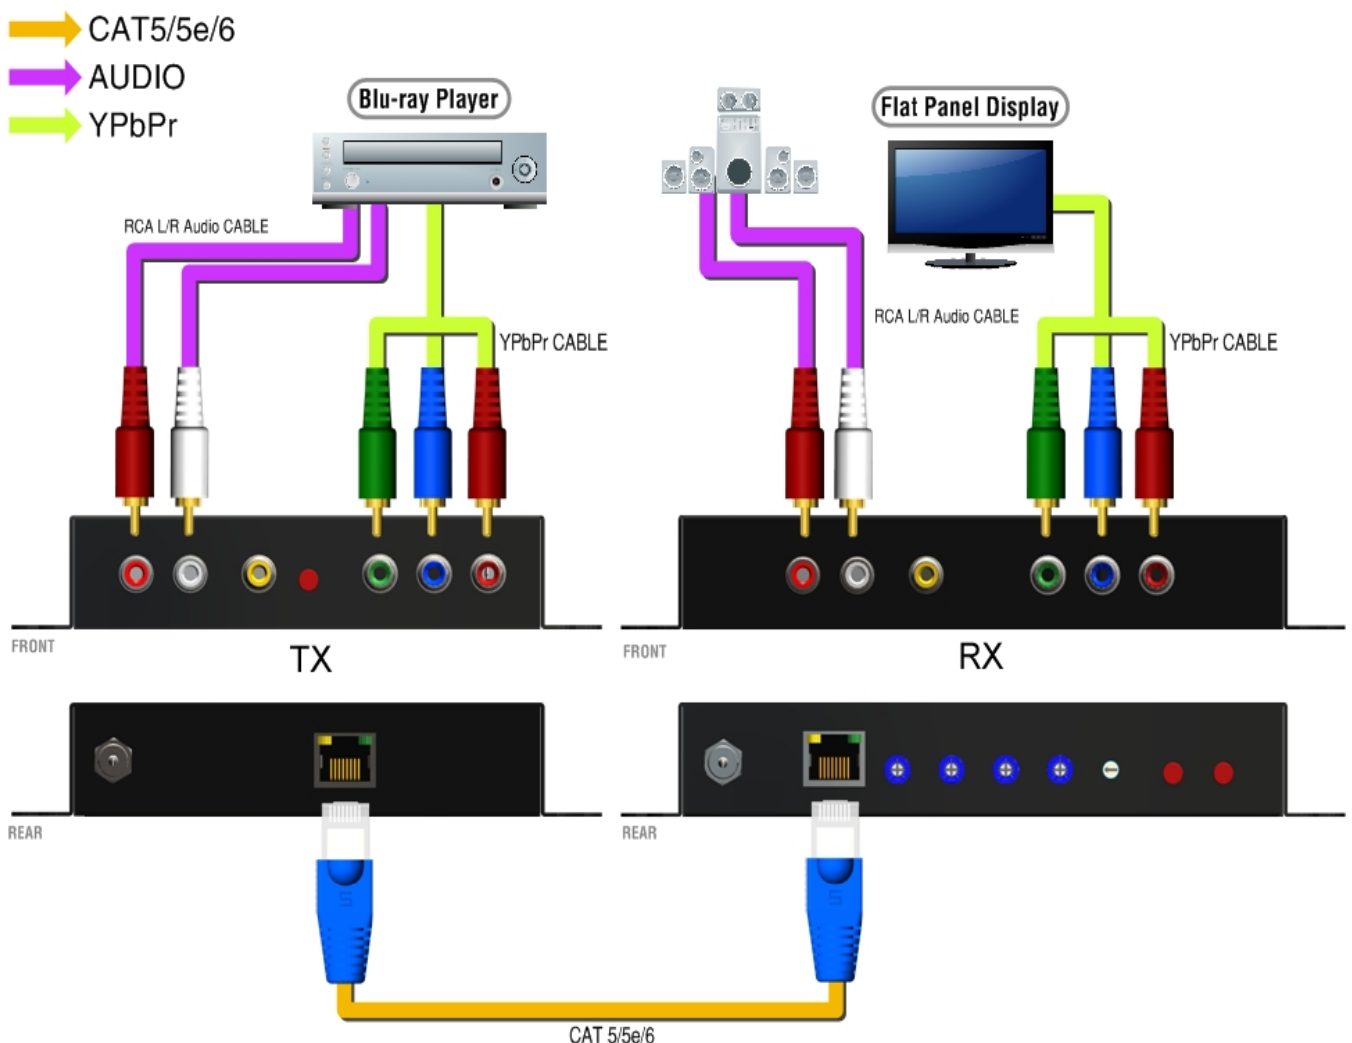 CAT5/5e/6
AUDIO
YPbPr
Blu-ray Player
Flat Panel Display
RCA L/R Audio CABLE
YPbPr CABLE
RCA L/R Audio CABLE
YPbPr CABLE
FRONT
TX
FRONT
RX
REAR
REAR
CAT 5/5e/6